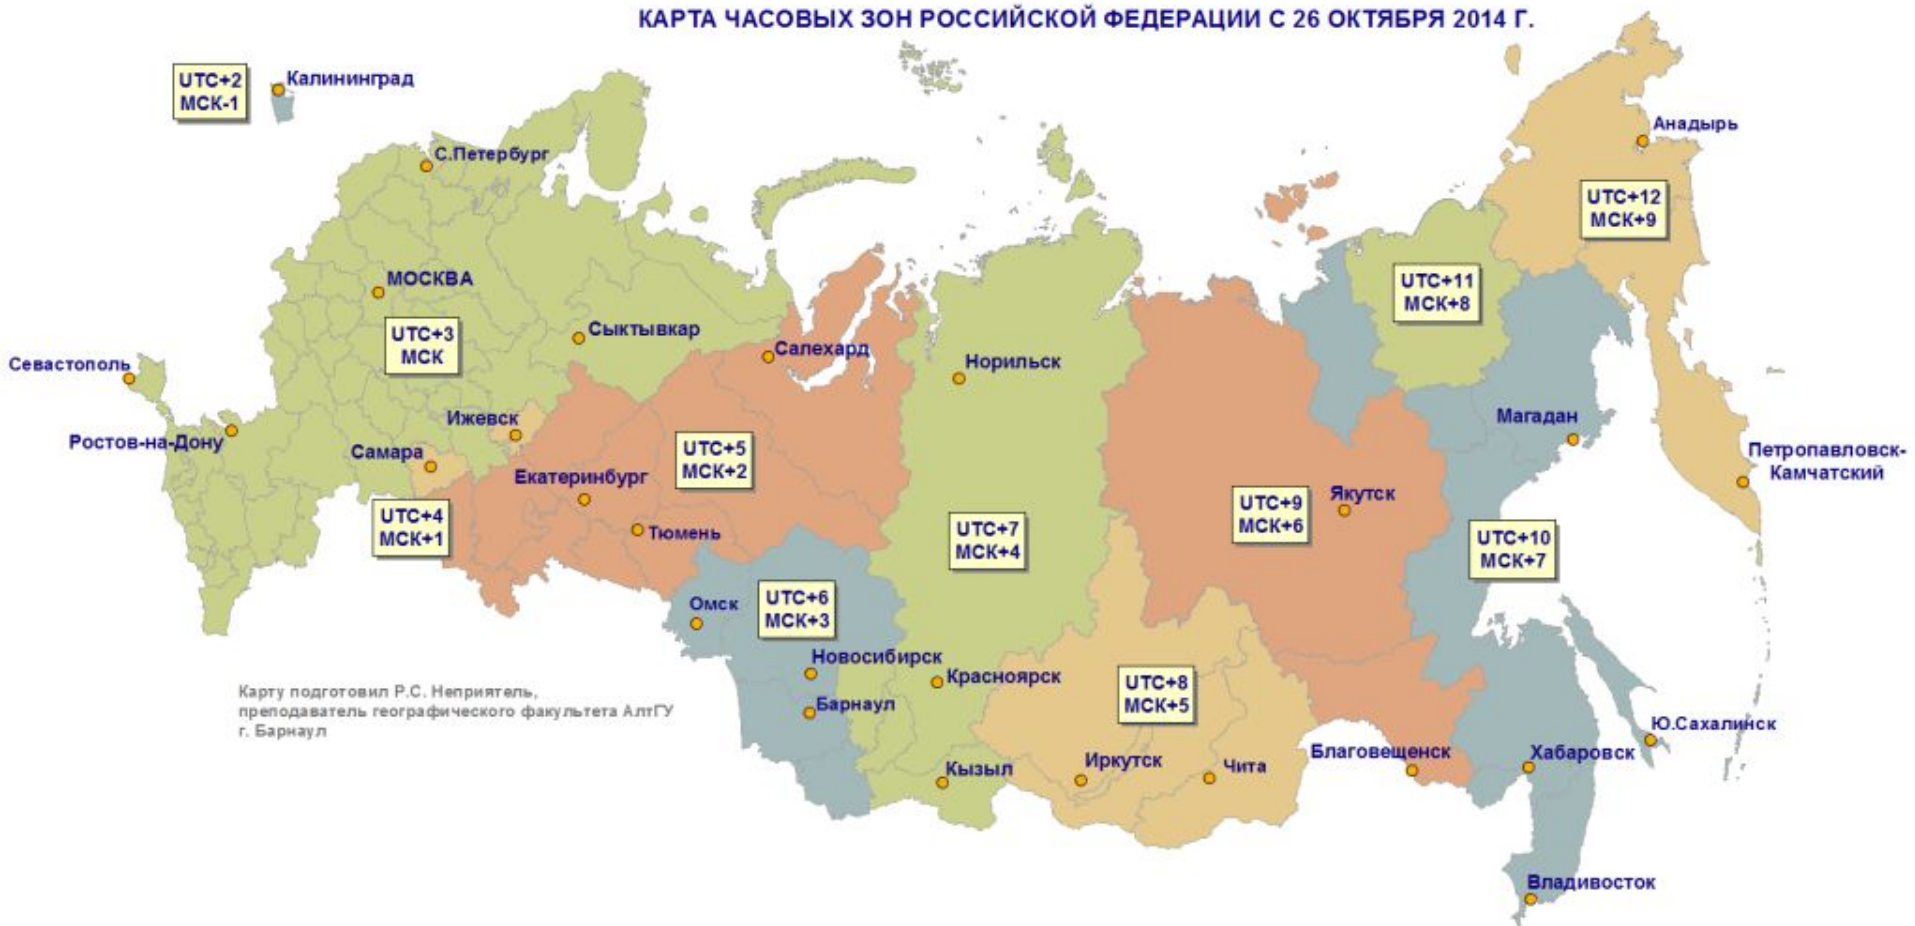 КАРТА ЧАСОВЫХ ЗОН РОССИЙСКОЙ ФЕДЕРАЦИИ С 26 ОКТЯБРЯ 2014 Г.
UTC+2
МСК-1
Калининград
Анадырь
С.Петербург
UTC+12
МСК+9
МОСКВА
UTC+11
МСК+8
UTC+3
МСК
Сыктывкар
Салехард
Норильск
Севастополь
Магадан
Ижевск
Ростов-на-Дону
Самара
UTC+5
МСК+2
Петропавловск-
Камчатский
Екатеринбург
Якутск
UTC+9
МСК+6
UTC+4
МСК+1
Тюмень
UTC+7
МСК+4
UTC+10
МСК+7
Омск
UTC+6
МСК+3
Новосибирск
Красноярск
UTC+8
МСК+5
Карту подготовил Р.С. Неприятель,
преподаватель географического факультета АлтГУ
г. Барнаул
Барнаул
Ю.Сахалинск
Благовещенск
Хабаровск
Кызыл
Иркутск
Чита
Владивосток